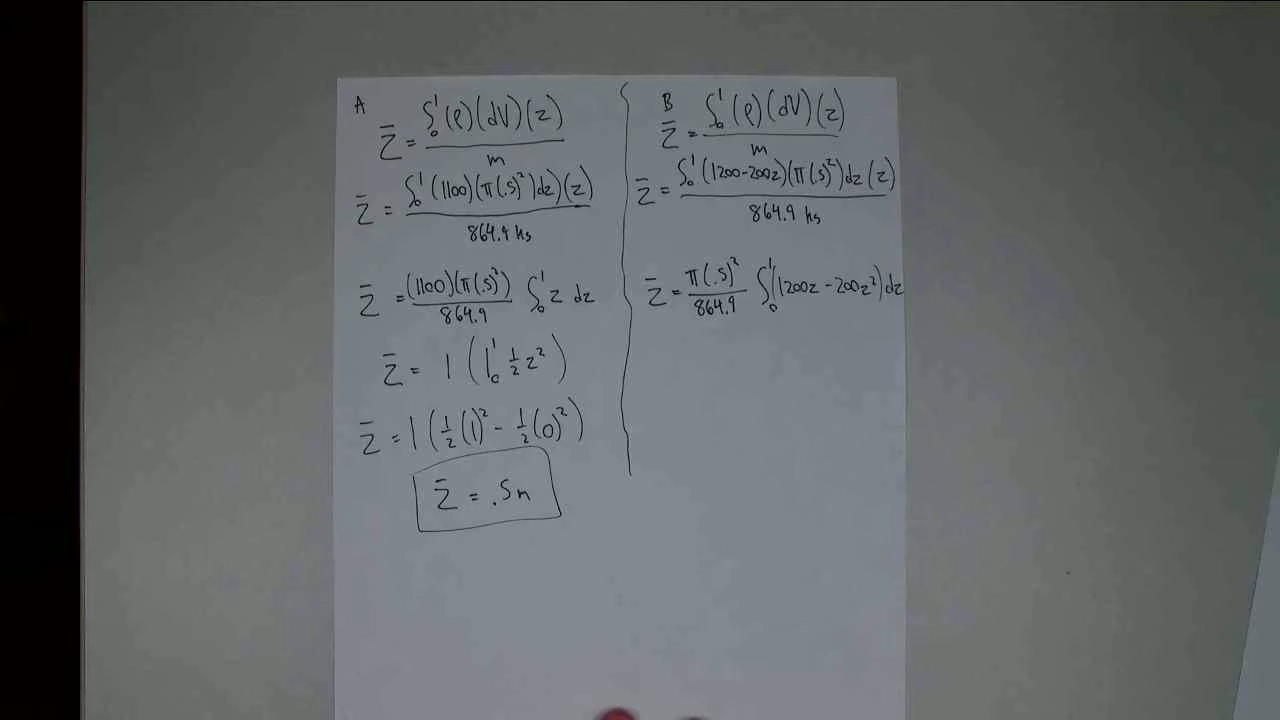 A
z̄ = ∫₀¹(ρ)(dV)(z) / m
z̄ = ∫₀¹(1100)(π(.5)²dz)(z) / 864.9 kg
z̄ = (1100)(π(.5)²) / 864.9 ∫₀¹ z dz
z̄ = 1 (|₀¹ ½ z²)
z̄ = 1 (½(1)² - ½(0)²)
z̄ = .5m
B
z̄ = ∫₀¹(ρ)(dV)(z) / m
z̄ = ∫₀¹(1200-200z)(π(.5)²)dz(z) / 864.9 kg
z̄ = π(.5)² / 864.9 ∫₀¹(1200z - 200z²)dz